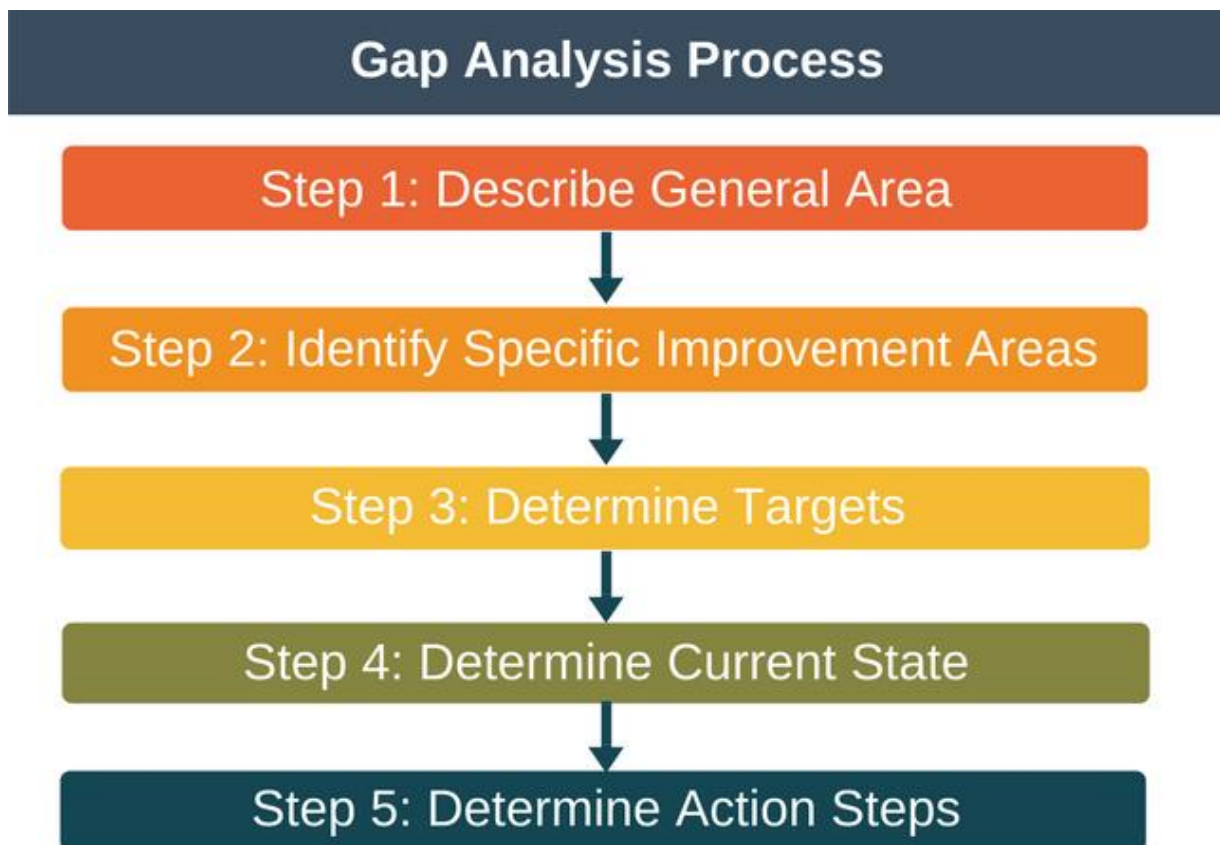 Gap Analysis Process
Step 1: Describe General Area
Step 2: Identify Specific Improvement Areas
Step 3: Determine Targets
Step 4: Determine Current State
Step 5: Determine Action Steps